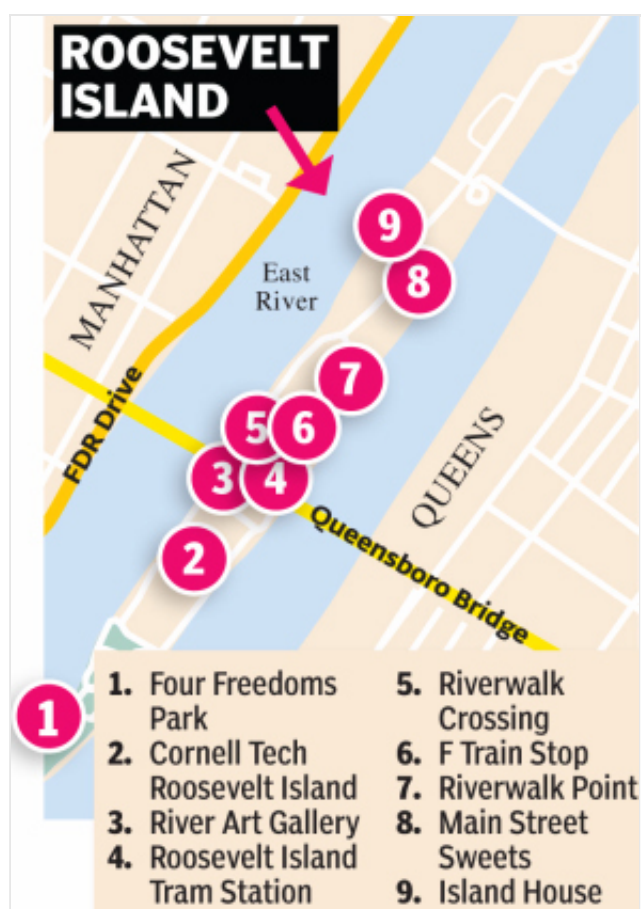 ROOSEVELT
ISLAND
MANHATTAN
9
East
River
8
7
FDR Drive
5
6
QUEENS
3
4
Queensboro Bridge
2
1
1. Four Freedoms
Park
2. Cornell Tech
Roosevelt Island
3. River Art Gallery
4. Roosevelt Island
Tram Station
5. Riverwalk
Crossing
6. F Train Stop
7. Riverwalk Point
8. Main Street
Sweets
9. Island House